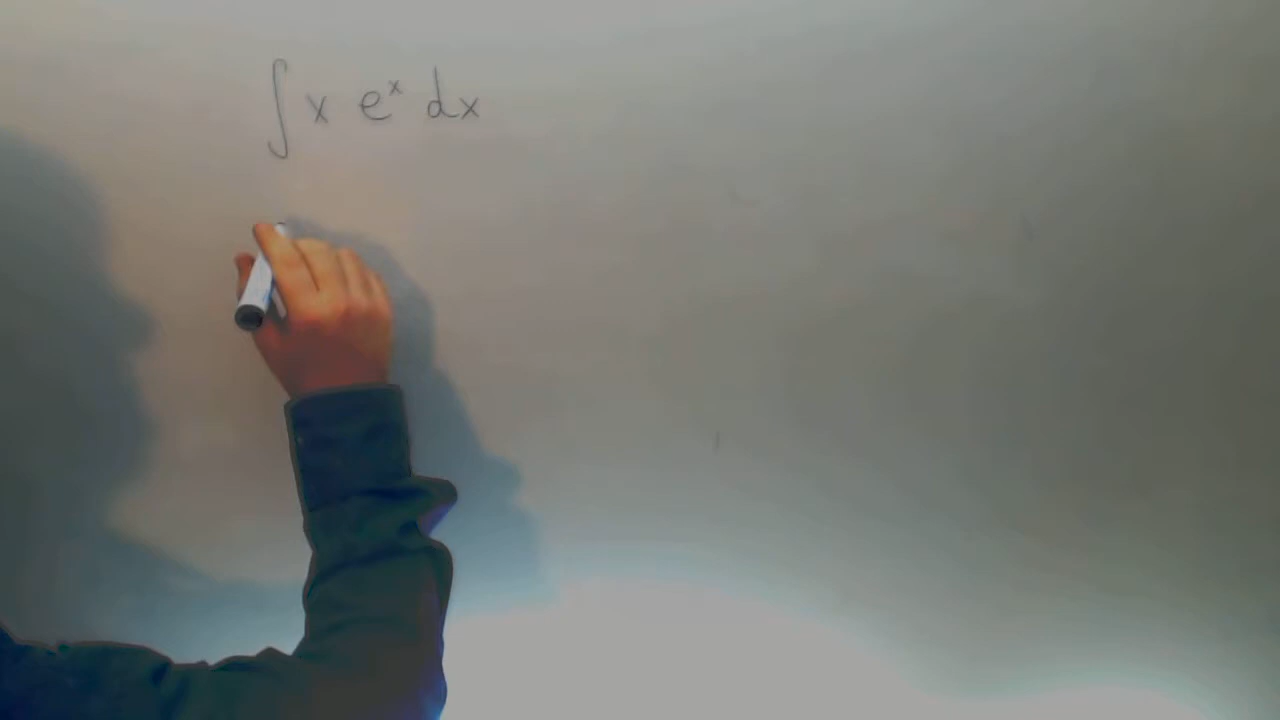 ∫ x eˣ dx